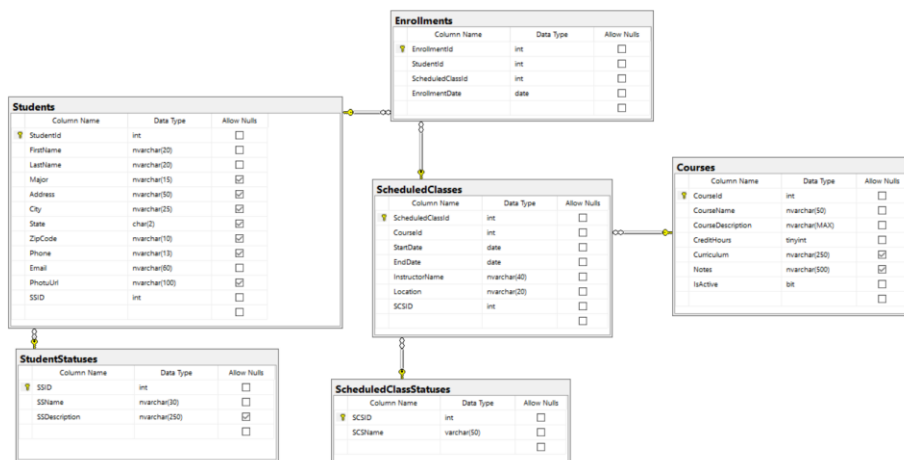 Enrollments
Column Name Data Type Allow Nulls
EnrollmentId int
StudentId int
ScheduledClassId int
EnrollmentDate date
Students
Column Name Data Type Allow Nulls
StudentId int
FirstName nvarchar(20)
LastName nvarchar(20)
Major nvarchar(15)
Address nvarchar(50)
City nvarchar(25)
State char(2)
ZipCode nvarchar(10)
Phone nvarchar(13)
Email nvarchar(60)
PhotoUrl nvarchar(100)
SSID int
ScheduledClasses
Column Name Data Type Allow Nulls
ScheduledClassId int
CourseId int
StartDate date
EndDate date
InstructorName nvarchar(40)
Location nvarchar(20)
SCSID int
Courses
Column Name Data Type Allow Nulls
CourseId int
CourseName nvarchar(50)
CourseDescription nvarchar(MAX)
CreditHours tinyint
Curriculum nvarchar(250)
Notes nvarchar(500)
IsActive bit
StudentStatuses
Column Name Data Type Allow Nulls
SSID int
SSName nvarchar(30)
SSDescription nvarchar(250)
ScheduledClassStatuses
Column Name Data Type Allow Nulls
SCSID int
SCSName varchar(50)